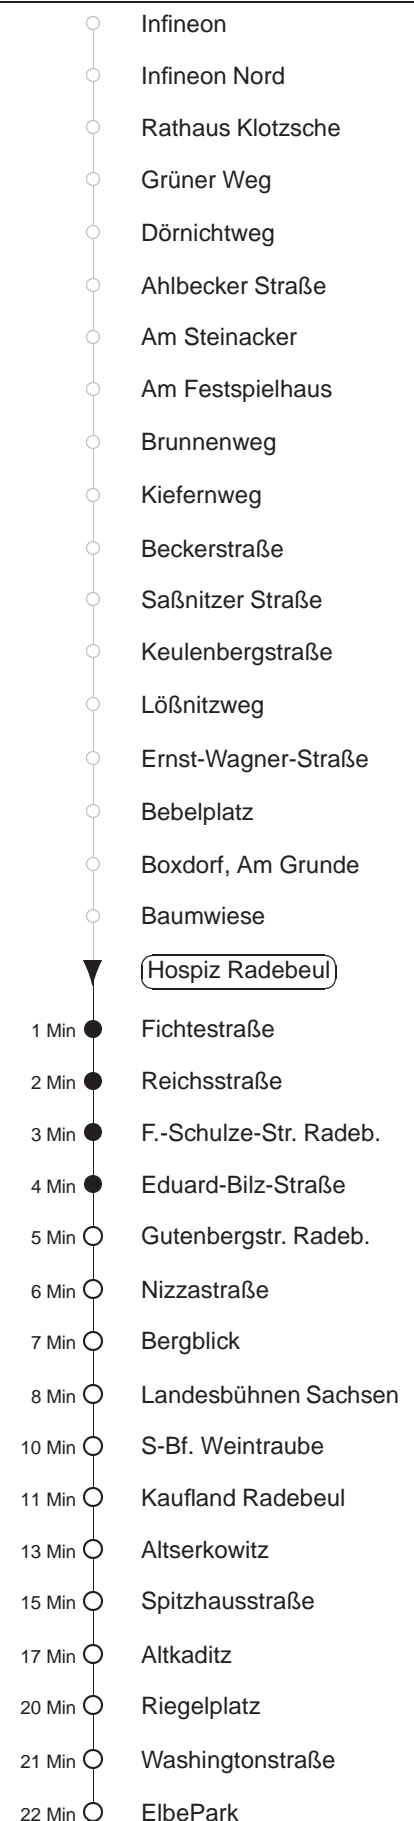 Infineon
Infineon Nord
Rathaus Klotzsche
Grüner Weg
Dörnichtweg
Ahlbecker Straße
Am Steinacker
Am Festspielhaus
Brunnenweg
Kiefernweg
Beckerstraße
Saßnitzer Straße
Keulenbergstraße
Lößnitzweg
Ernst-Wagner-Straße
Bebelplatz
Boxdorf, Am Grunde
Baumwiese
Hospiz Radebeul
1 Min Fichtestraße
2 Min Reichsstraße
3 Min F.-Schulze-Str. Radeb.
4 Min Eduard-Bilz-Straße
5 Min Gutenbergstr. Radeb.
6 Min Nizzastraße
7 Min Bergblick
8 Min Landesbühnen Sachsen
10 Min S-Bf. Weintraube
11 Min Kaufland Radebeul
13 Min Altserkowitz
15 Min Spitzhausstraße
17 Min Altkaditz
20 Min Riegelplatz
21 Min Washingtonstraße
22 Min ElbePark